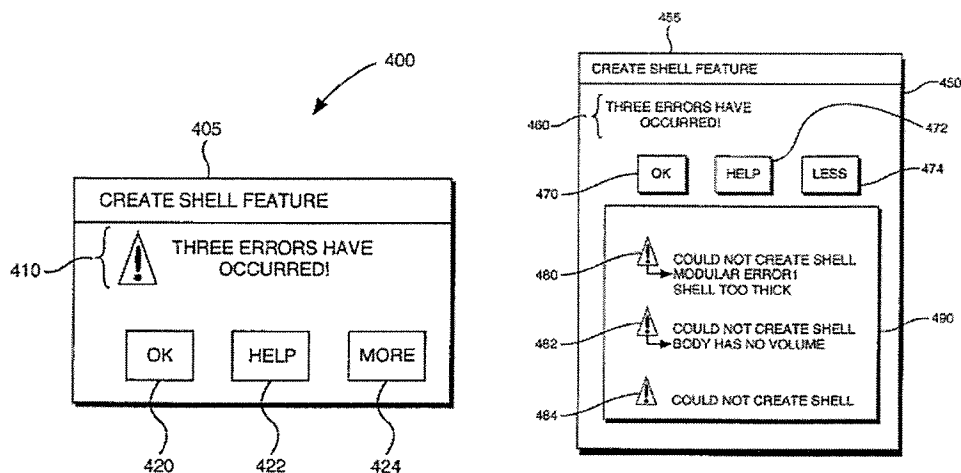 400
405
CREATE SHELL FEATURE
410
THREE ERRORS HAVE
OCCURRED!
OK
HELP
MORE
420
422
424
455
CREATE SHELL FEATURE
450
460
THREE ERRORS HAVE
OCCURRED!
472
OK
HELP
LESS
470
474
480
COULD NOT CREATE SHELL
MODULAR ERROR1
SHELL TOO THICK
490
482
COULD NOT CREATE SHELL
BODY HAS NO VOLUME
484
COULD NOT CREATE SHELL